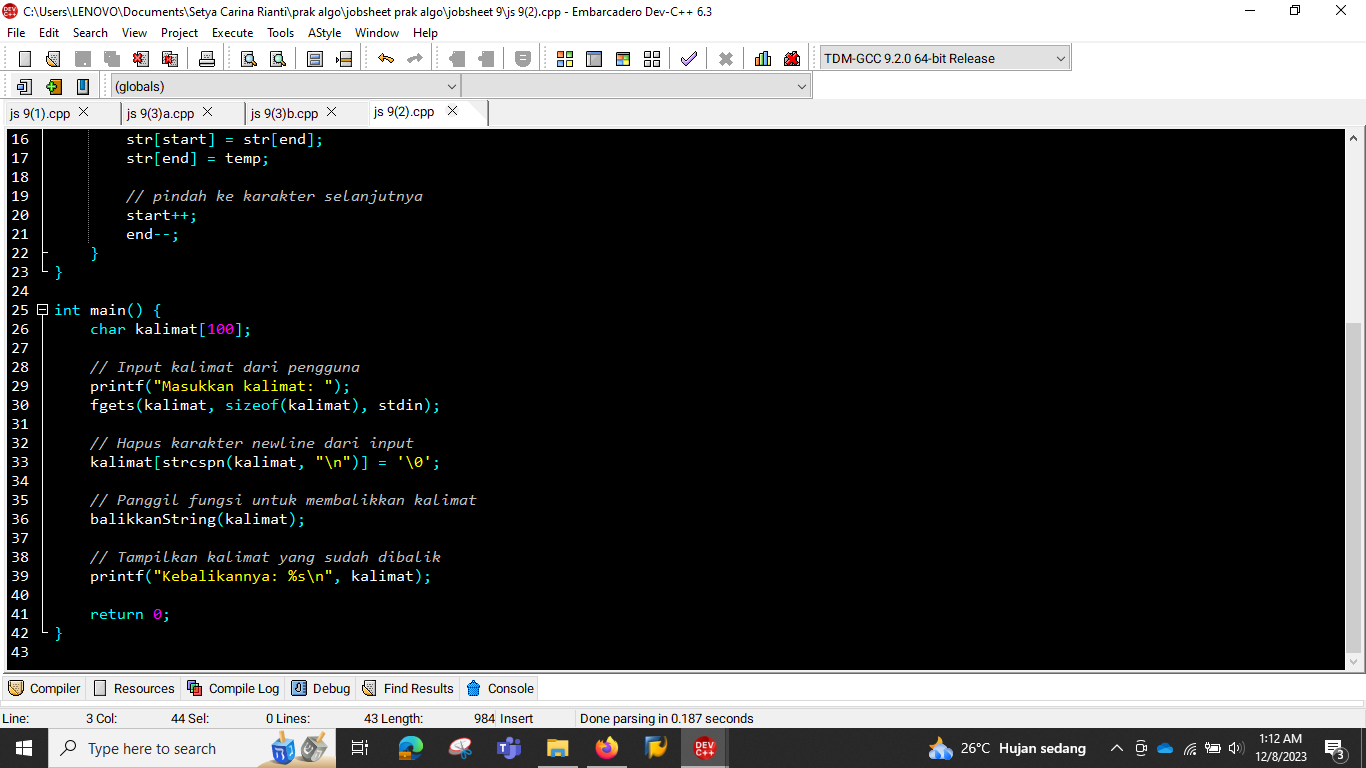 C:\Users\LENOVO\Documents\Setya Carina Rianti\prak algo\jobsheet prak algo\jobsheet 9\js 9(2).cpp - Embarcadero Dev-C++ 6.3
File Edit Search View Project Execute Tools AStyle Window Help
TDM-GCC 9.2.0 64-bit Release
(globals)
js 9(1).cpp js 9(3)a.cpp js 9(3)b.cpp js 9(2).cpp
16 str[start] = str[end];
17 str[end] = temp;
18
19 // pindah ke karakter selanjutnya
20 start++;
21 end--;
22 }
23 }
24
25 int main() {
26 char kalimat[100];
27
28 // Input kalimat dari pengguna
29 printf("Masukkan kalimat: ");
30 fgets(kalimat, sizeof(kalimat), stdin);
31
32 // Hapus karakter newline dari input
33 kalimat[strcspn(kalimat, "\n")] = '\0';
34
35 // Panggil fungsi untuk membalikkan kalimat
36 balikkanString(kalimat);
37
38 // Tampilkan kalimat yang sudah dibalik
39 printf("Kebalikannya: %s\n", kalimat);
40
41 return 0;
42 }
43
Compiler Resources Compile Log Debug Find Results Console
Line: 3 Col: 44 Sel: 0 Lines: 43 Length: 984 Insert Done parsing in 0.187 seconds
Type here to search
DEV C++
26°C Hujan sedang
1:12 AM
12/8/2023
3